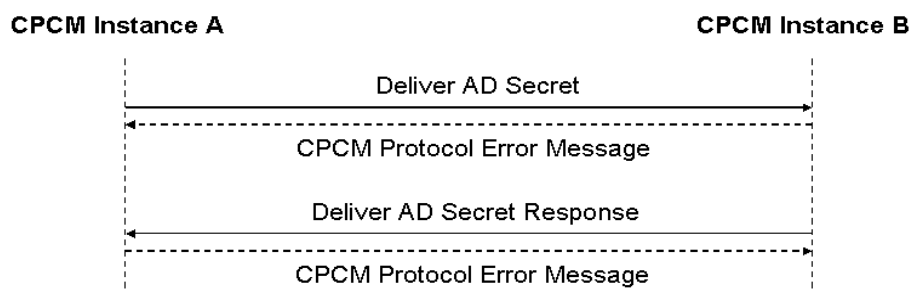 CPCM Instance A
CPCM Instance B
Deliver AD Secret
CPCM Protocol Error Message
Deliver AD Secret Response
CPCM Protocol Error Message